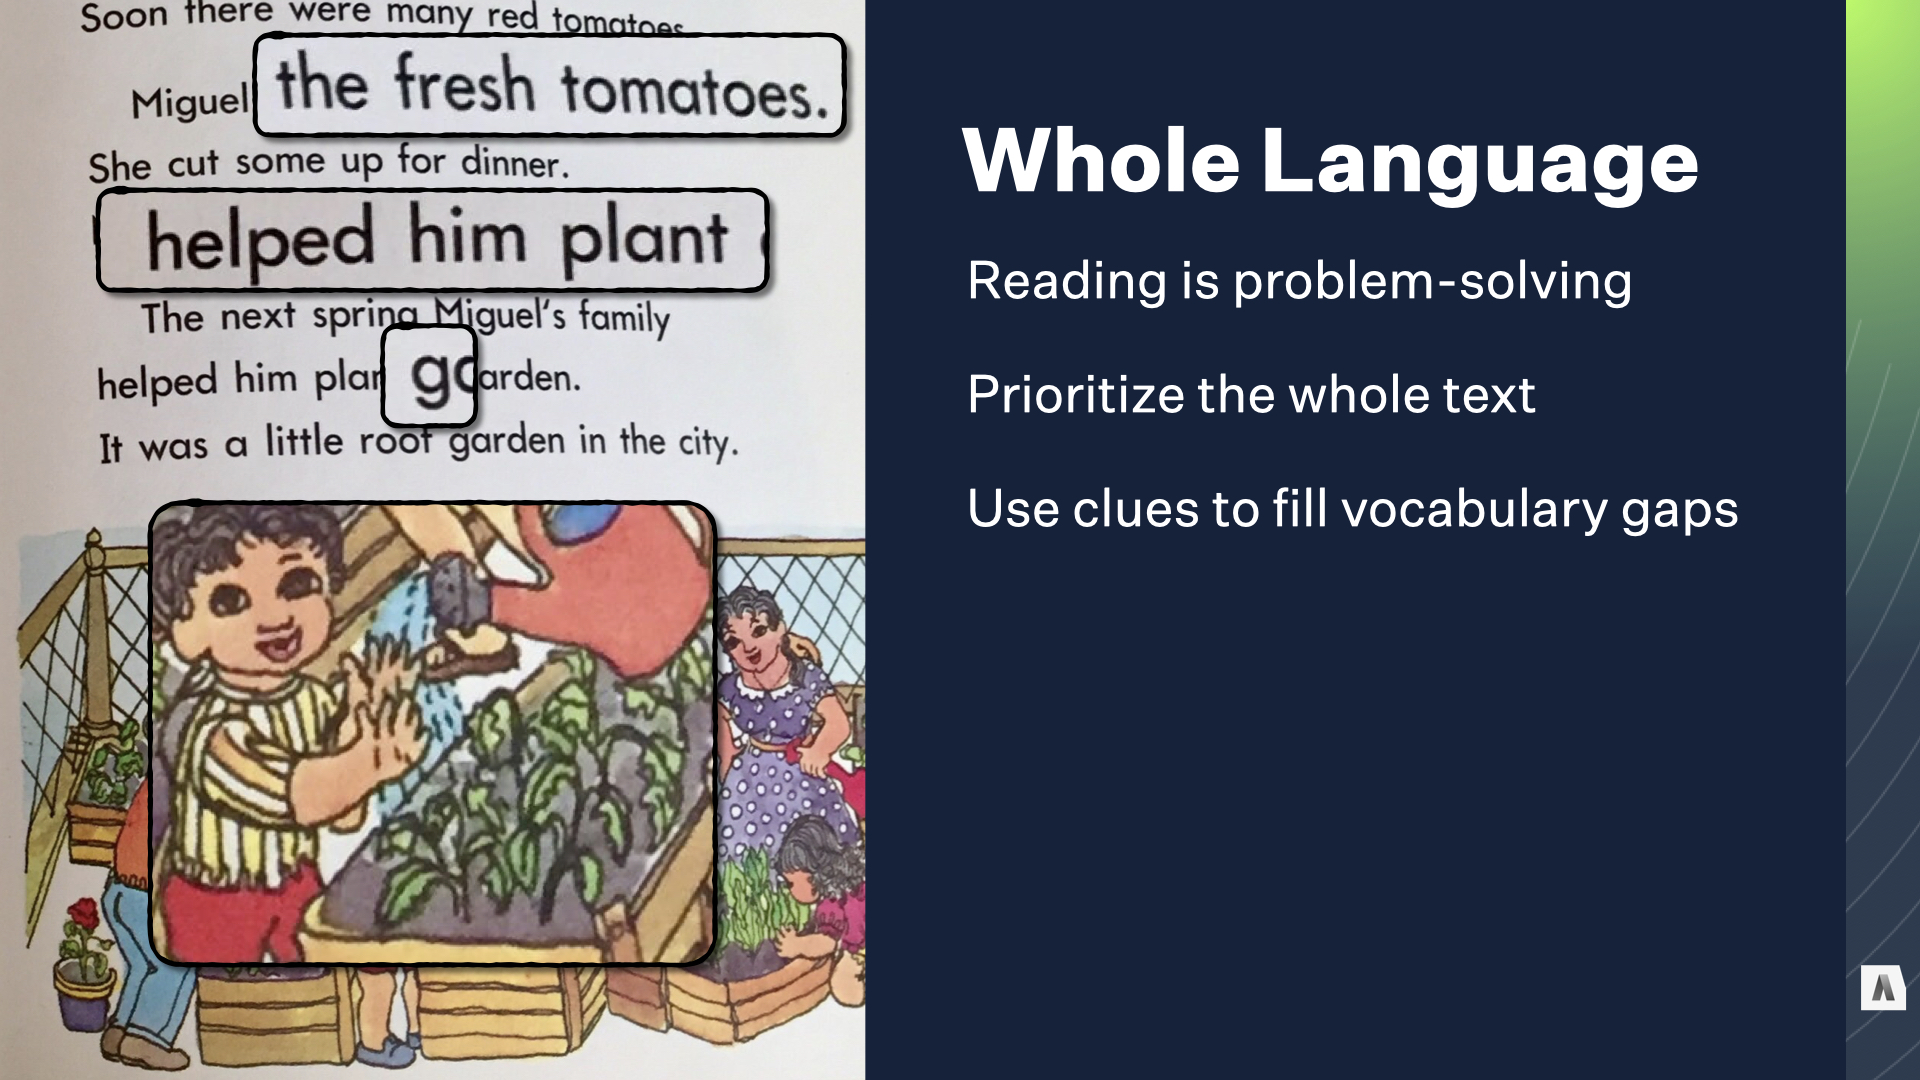 Soon there were many red tomatoes
Miguel the fresh tomatoes.
She cut some up for dinner.
helped him plant
The next spring Miguel's family
helped him plan ga arden.
It was a little roof garden in the city.
Whole Language
Reading is problem-solving
Prioritize the whole text
Use clues to fill vocabulary gaps